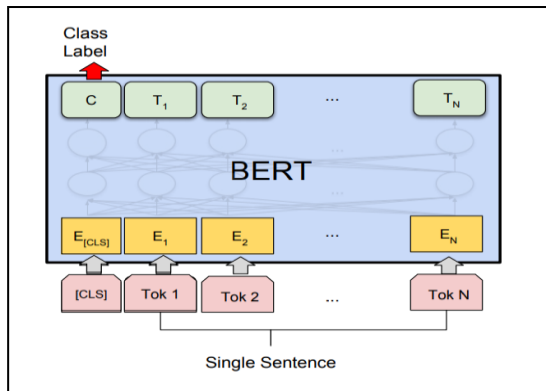 Class
Label
C T1 T2 ... TN
...
BERT
...
E[CLS] E1 E2 ... EN
[CLS] Tok 1 Tok 2 ... Tok N
Single Sentence